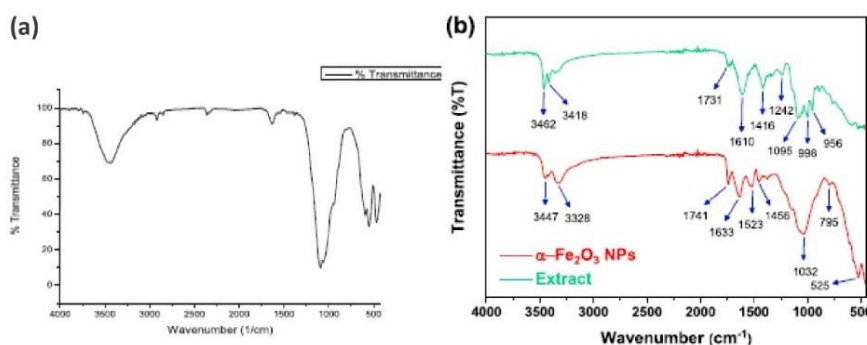 (a)
% Transmittance
100
80
60
40
20
0
% Transmittance
4000 3500 3000 2500 2000 1500 1000 500
Wavenumber (1/cm)
(b)
Transmittance (%T)
3462
3418
1731
1610
1416
1242
1095
998
956
3447
3328
1741
1633
1523
1456
1032
795
525
α–Fe₂O₃ NPs
Extract
4000 3500 3000 2500 2000 1500 1000 500
Wavenumber (cm⁻¹)